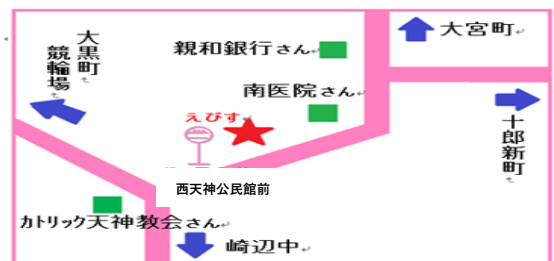 大宮町
大黒町
競輪場
親和銀行さん
南医院さん
えびす
十郎新町
西天神公民館前
カトリック天神教会さん
崎辺中